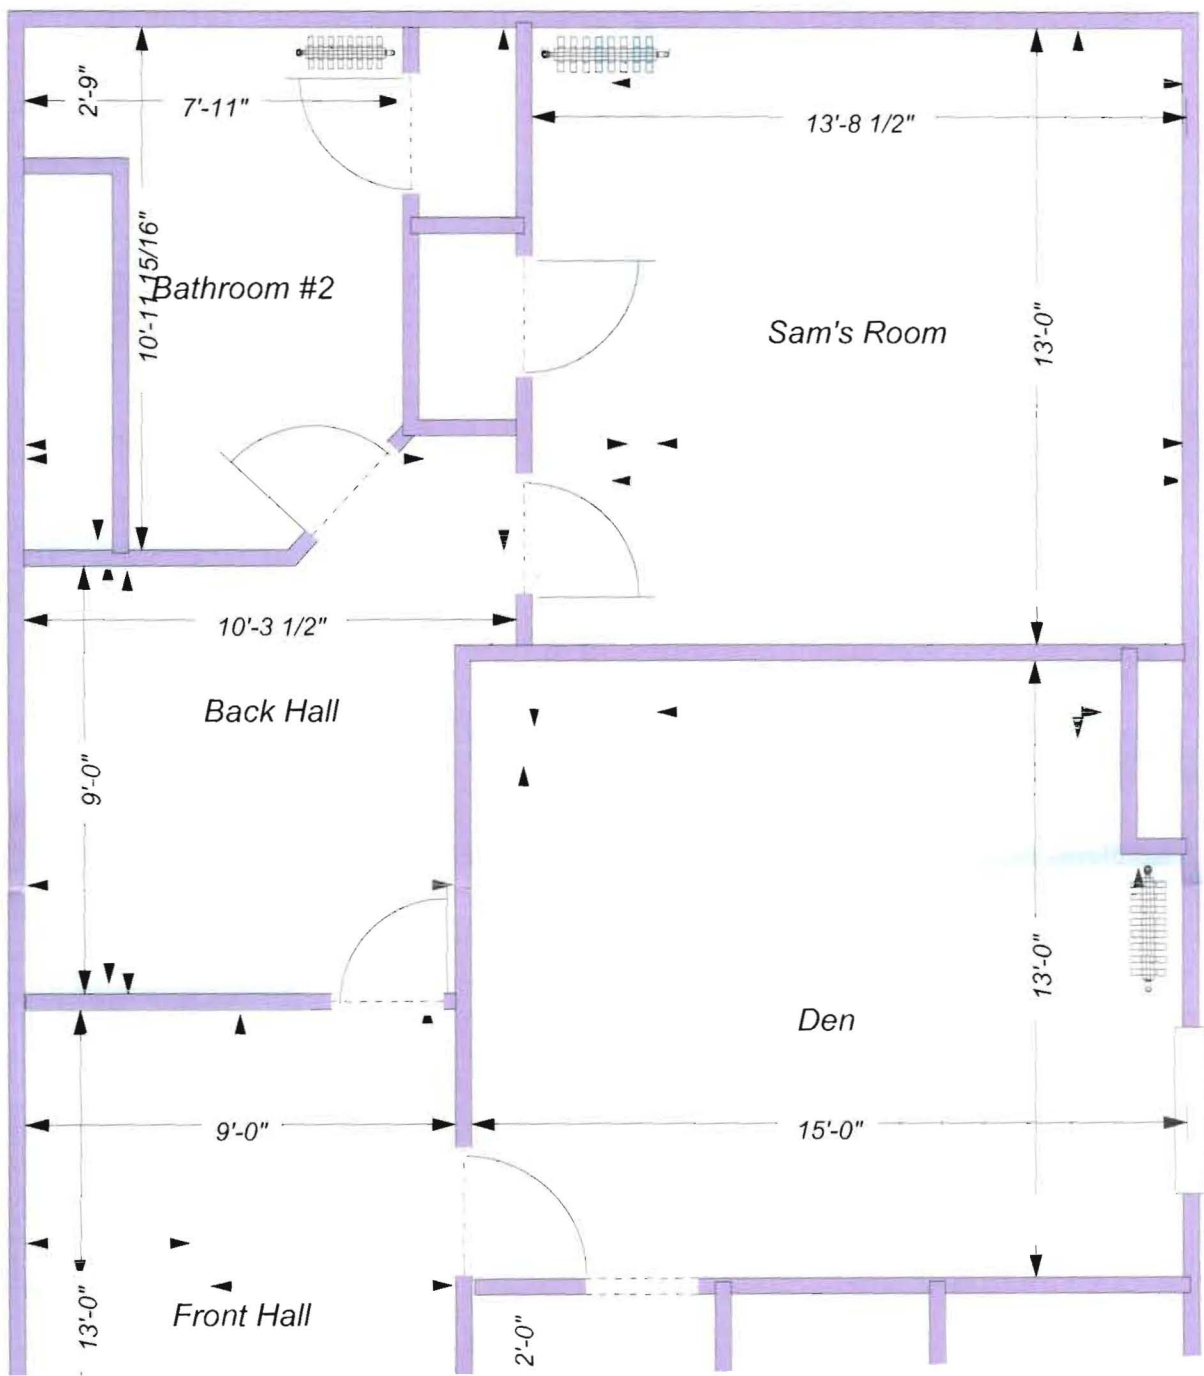 2'-9"
7'-11"
13'-8 1/2"
10'-11 15/16"
Bathroom #2
Sam's Room
13'-0"
10'-3 1/2"
Back Hall
9'-0"
13'-0"
Den
9'-0"
15'-0"
13'-0"
Front Hall
2'-0"